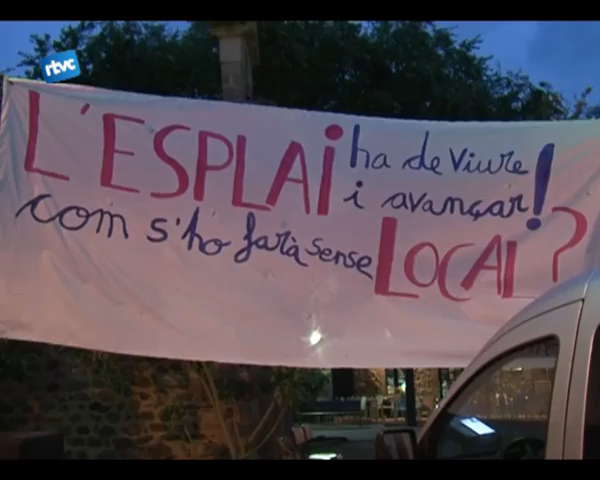 rtvc
L'ESPLAi ha de viure
i avançar!
com s'ho farà sense LOCAL?